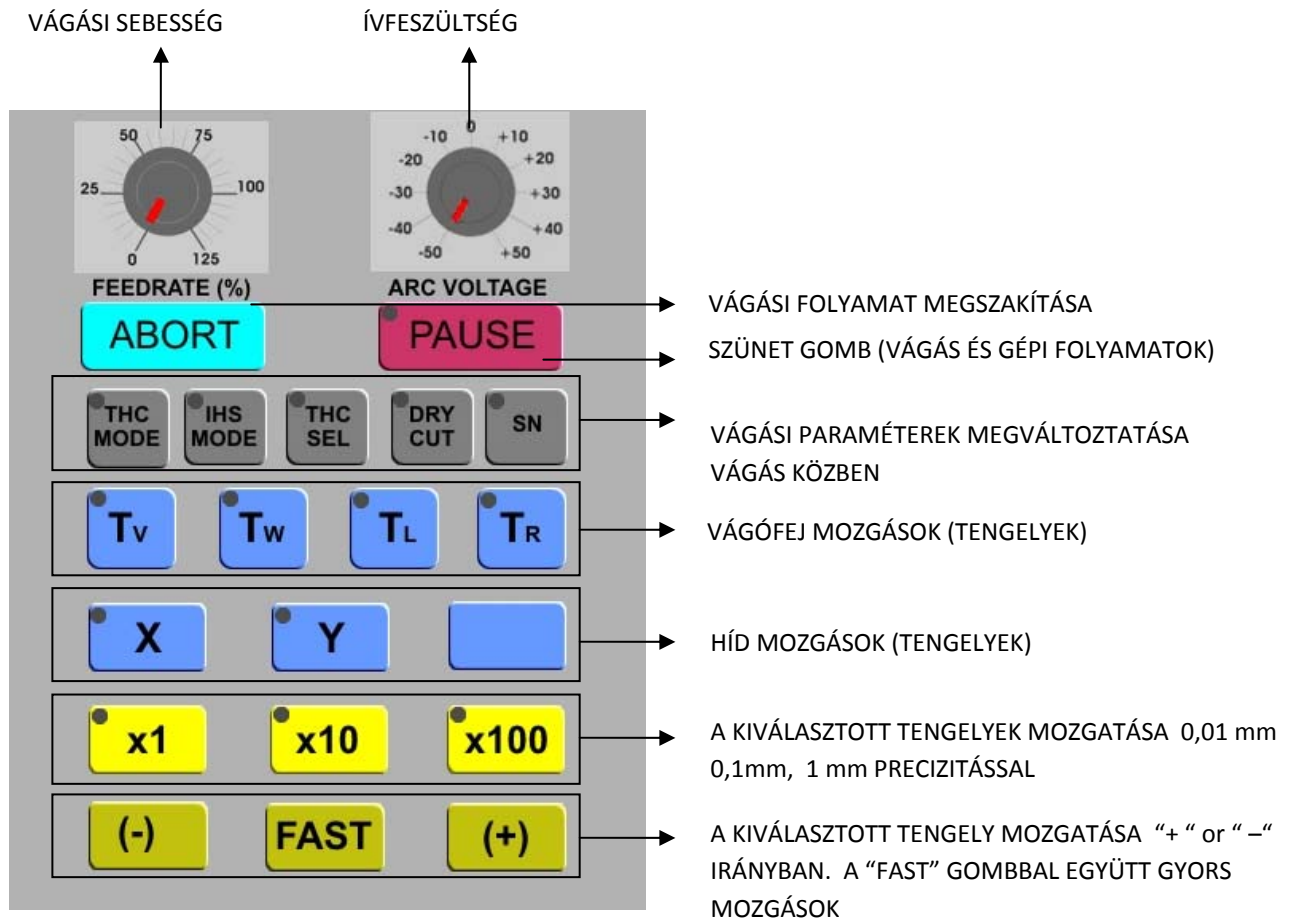 VÁGÁSI SEBESSÉG
ÍVFESZÜLTSÉG
50 75
25 100
0 125
FEEDRATE (%)
0
-10 +10
-20 +20
-30 +30
-40 +40
-50 +50
ARC VOLTAGE
ABORT
PAUSE
VÁGÁSI FOLYAMAT MEGSZAKÍTÁSA
SZÜNET GOMB (VÁGÁS ÉS GÉPI FOLYAMATOK)
THC
MODE
IHS
MODE
THC
SEL
DRY
CUT
SN
VÁGÁSI PARAMÉTEREK MEGVÁLTOZTATÁSA
VÁGÁS KÖZBEN
TV
TW
TL
TR
VÁGÓFEJ MOZGÁSOK (TENGELYEK)
X
Y
HÍD MOZGÁSOK (TENGELYEK)
x1
x10
x100
A KIVÁLASZTOTT TENGELYEK MOZGATÁSA 0,01 mm
0,1mm, 1 mm PRECIZITÁSSAL
(-)
FAST
(+)
A KIVÁLASZTOTT TENGELY MOZGATÁSA “+ “ or “ –“
IRÁNYBAN. A “FAST” GOMBBAL EGYÜTT GYORS
MOZGÁSOK